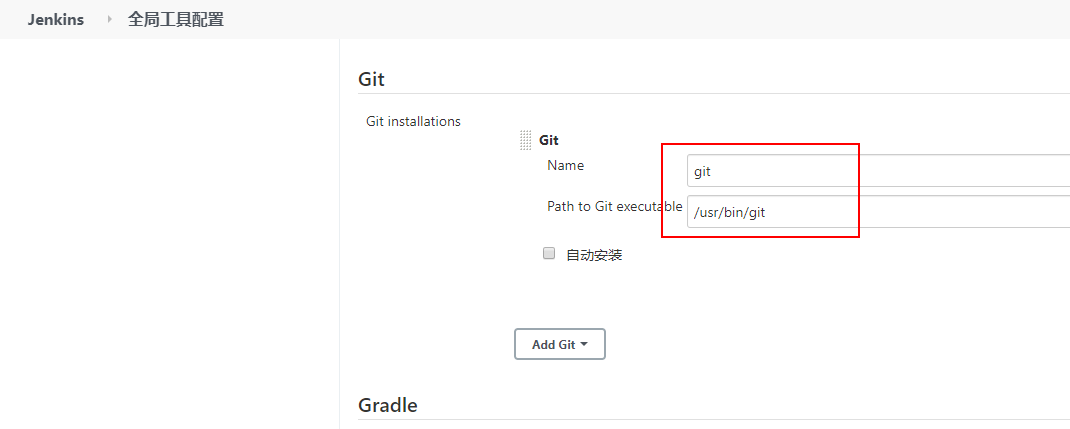 Jenkins 全局工具配置
Git
Git installations
Git
Name git
Path to Git executable /usr/bin/git
自动安装
Add Git
Gradle